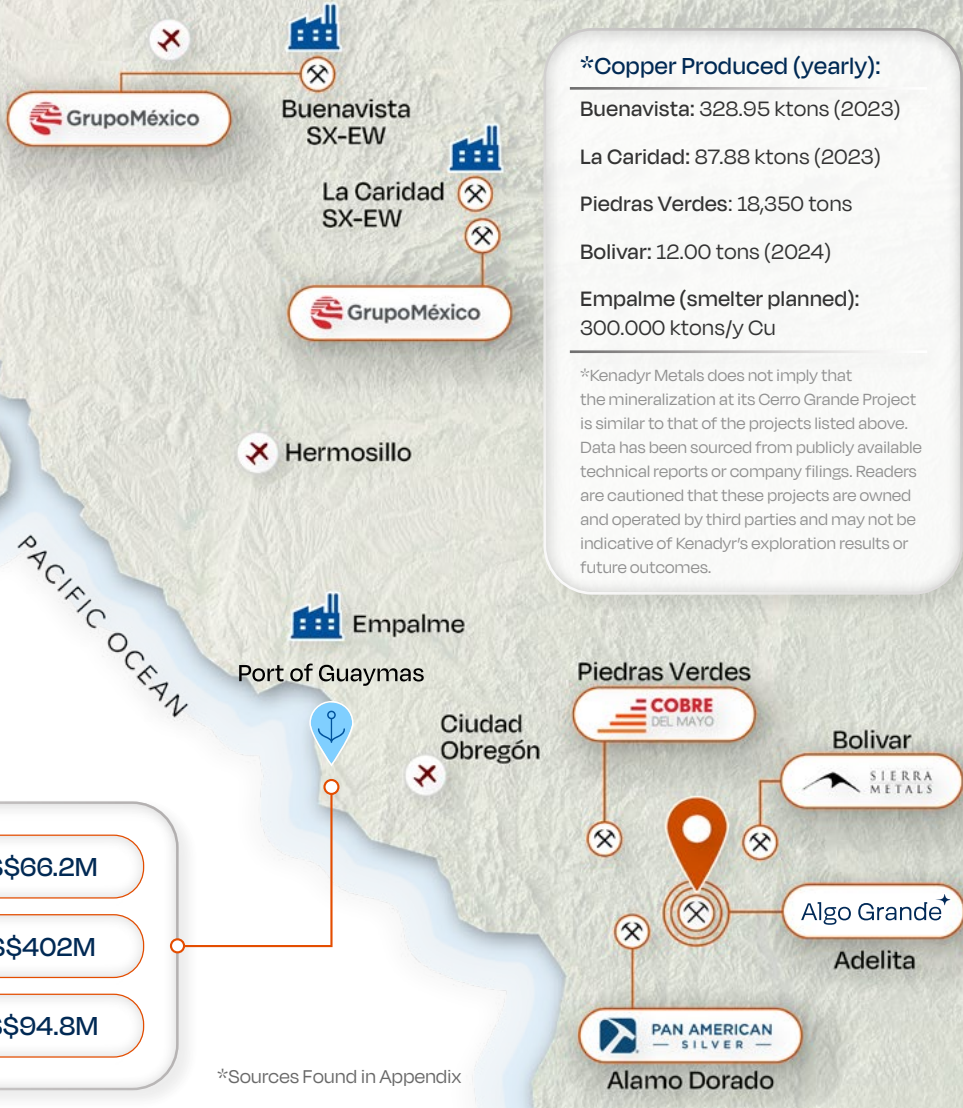 GrupoMéxico
Buenavista
SX-EW
La Caridad
SX-EW
GrupoMéxico
*Copper Produced (yearly):
Buenavista: 328.95 ktons (2023)
La Caridad: 87.88 ktons (2023)
Piedras Verdes: 18,350 tons
Bolivar: 12.00 tons (2024)
Empalme (smelter planned):
300.000 ktons/y Cu
*Kenadyr Metals does not imply that
the mineralization at its Cerro Grande Project
is similar to that of the projects listed above.
Data has been sourced from publicly available
technical reports or company filings. Readers
are cautioned that these projects are owned
and operated by third parties and may not be
indicative of Kenadyr's exploration results or
future outcomes.
Hermosillo
PACIFIC OCEAN
Empalme
Port of Guaymas
Ciudad
Obregón
Piedras Verdes
COBRE
DEL MAYO
Bolivar
SIERRA
METALS
Algo Grande
Adelita
PAN AMERICAN
SILVER
Alamo Dorado
$66.2M
$402M
$94.8M
*Sources Found in Appendix